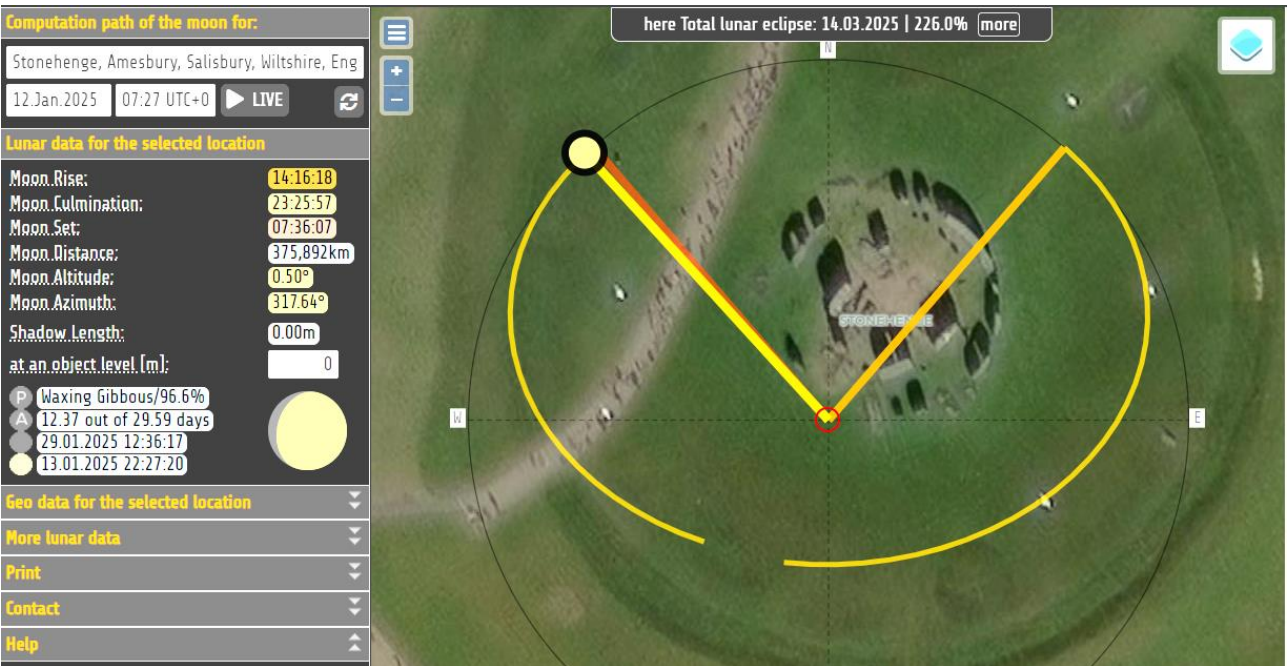 Computation path of the moon for:
Stonehenge, Amesbury, Salisbury, Wiltshire, Eng
12.Jan.2025 07:27 UTC+0 LIVE
Lunar data for the selected location
Moon Rise: 14:16:18
Moon Culmination: 23:25:57
Moon Set: 07:36:07
Moon Distance: 375,892km
Moon Altitude: 0.50°
Moon Azimuth: 317.64°
Shadow Length: 0.00m
at an object level [m]: 0
P Waxing Gibbous/96.6%
A 12.37 out of 29.59 days
29.01.2025 12:36:17
13.01.2025 22:27:20
Geo data for the selected location
More lunar data
Print
Contact
Help
here Total lunar eclipse: 14.03.2025 | 226.0% more
+
−
N
W
E
STONEHENGE